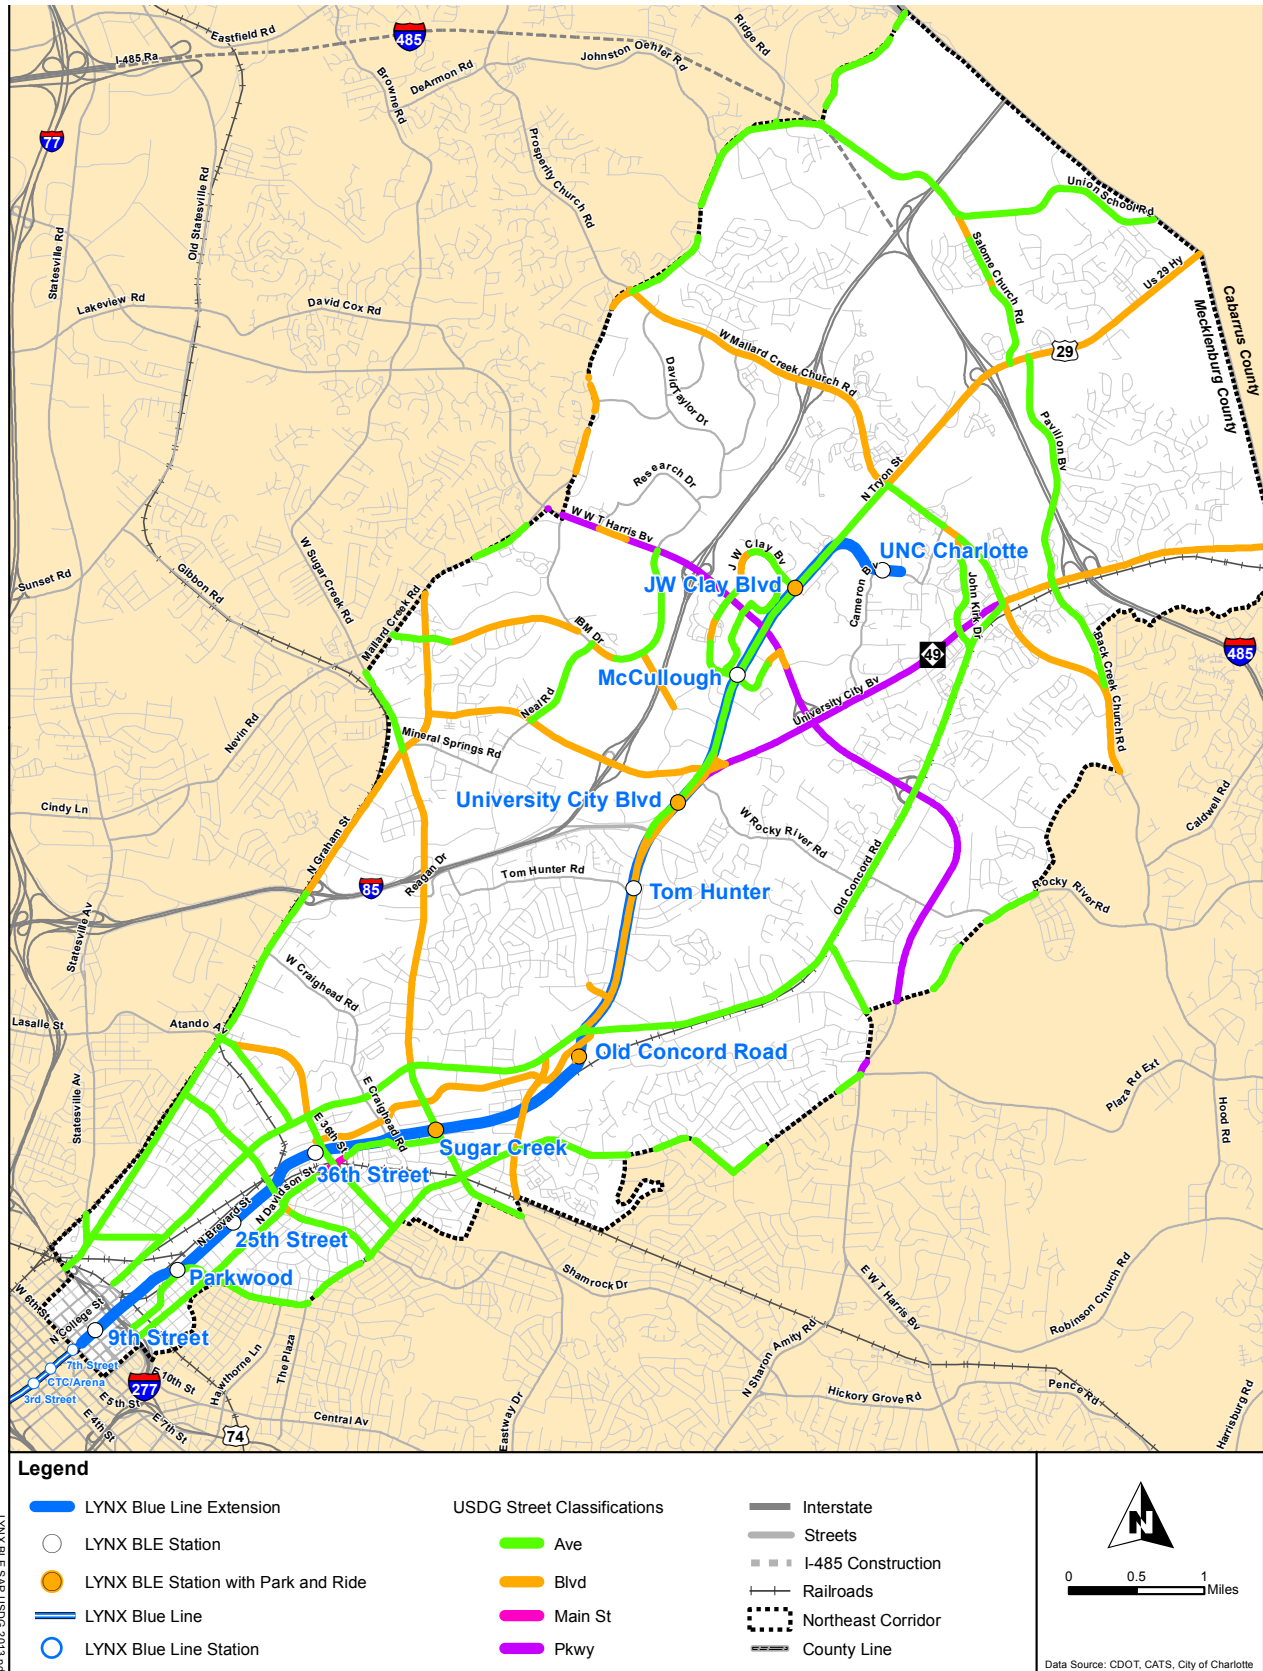 Eastfield Rd
485
I-485 Ra
Ridge Rd
Johnston Oehler Rd
DeArmon Rd
Browne Rd
77
Prosperity Church Rd
Old Statesville Rd
Statesville Rd
Union School Rd
Salome Church Rd
Us 29 Hy
Cabarrus County
Mecklenburg County
Lakeview Rd
David Cox Rd
W Mallard Creek Church Rd
29
David Taylor Dr
Pavilion Bv
Research Dr
N Tryon St
W W T Harris Bv
W Sugar Creek Rd
J W Clay Bv
UNC Charlotte
JW Clay Blvd
Cameron Bv
John Kirk Dr
Sunset Rd
Gibbon Rd
Mallard Creek Rd
IBM Dr
49
485
McCullough
Back Creek Church Rd
University City Bv
Neal Rd
Nevin Rd
Mineral Springs Rd
University City Blvd
Cindy Ln
W Rocky River Rd
Caldwell Rd
N Graham St
85
Reagan Dr
Tom Hunter Rd
Tom Hunter
Old Concord Rd
Rocky River Rd
Statesville Av
W Craighead Rd
Lasalle St
Atando Av
Old Concord Road
Statesville Av
E Craighead Rd
Plaza Rd Ext
Hood Rd
E 36th St
Sugar Creek
36th Street
N Davidson St
N Brevard St
25th Street
Parkwood
Shamrock Dr
E W T Harris Bv
Robinson Church Rd
W 6th St
N College St
9th Street
7th Street
CTC/Arena
3rd Street
277
E 10th St
E 5th St
E 4th St
E 7th St
Hawthorne Ln
The Plaza
74
Central Av
Eastway Dr
N Sharon Amity Rd
Hickory Grove Rd
Pence Rd
Harrisburg Rd
Legend
LYNX Blue Line Extension
LYNX BLE Station
LYNX BLE Station with Park and Ride
LYNX Blue Line
LYNX Blue Line Station
USDG Street Classifications
Ave
Blvd
Main St
Pkwy
Interstate
Streets
I-485 Construction
Railroads
Northeast Corridor
County Line
N
0 0.5 1
Miles
Data Source: CDOT, CATS, City of Charlotte